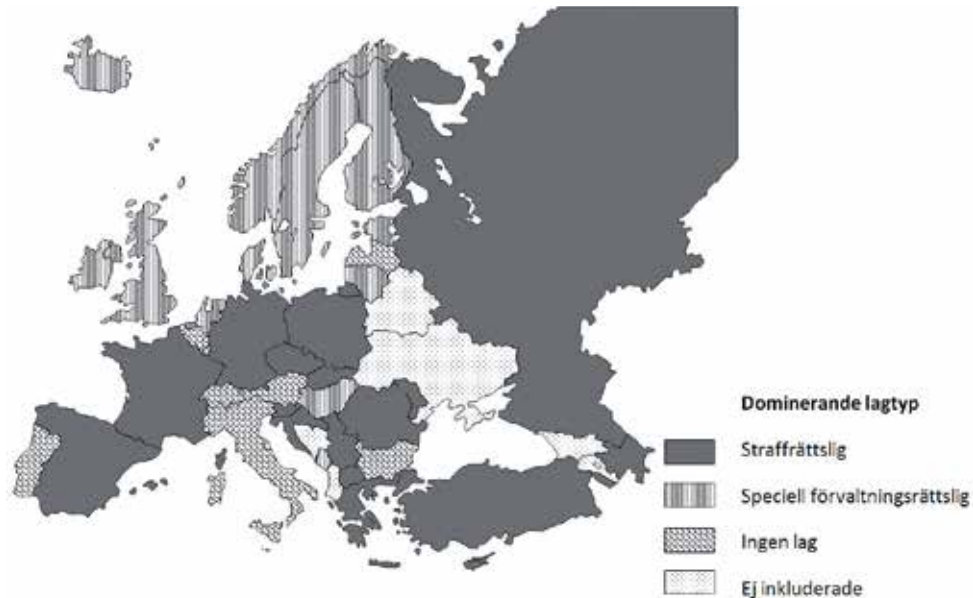 Dominerande lagtyp
Straffrättslig
Speciell förvaltningsrättslig
Ingen lag
Ej inkluderade